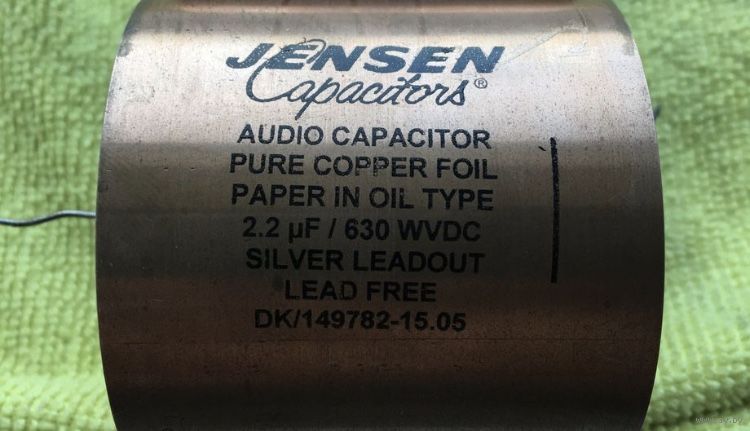 JENSEN
Capacitors®
AUDIO CAPACITOR
PURE COPPER FOIL
PAPER IN OIL TYPE
2.2 µF / 630 WVDC
SILVER LEADOUT
LEAD FREE
DK/149782-15.05